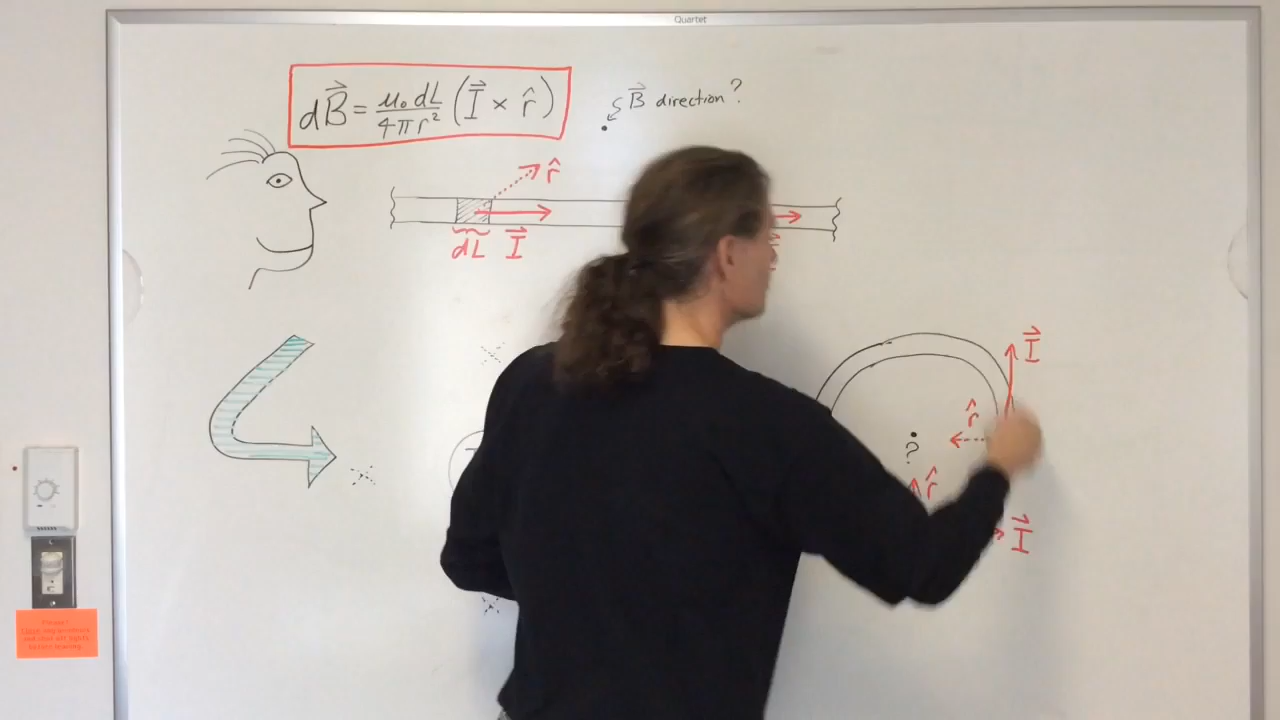 Quartet
dB⃗ = μ₀ dL / 4πr² (I⃗ × r̂)
B⃗ direction?
r̂
dL I⃗
I⃗
r̂
?
r̂
I⃗